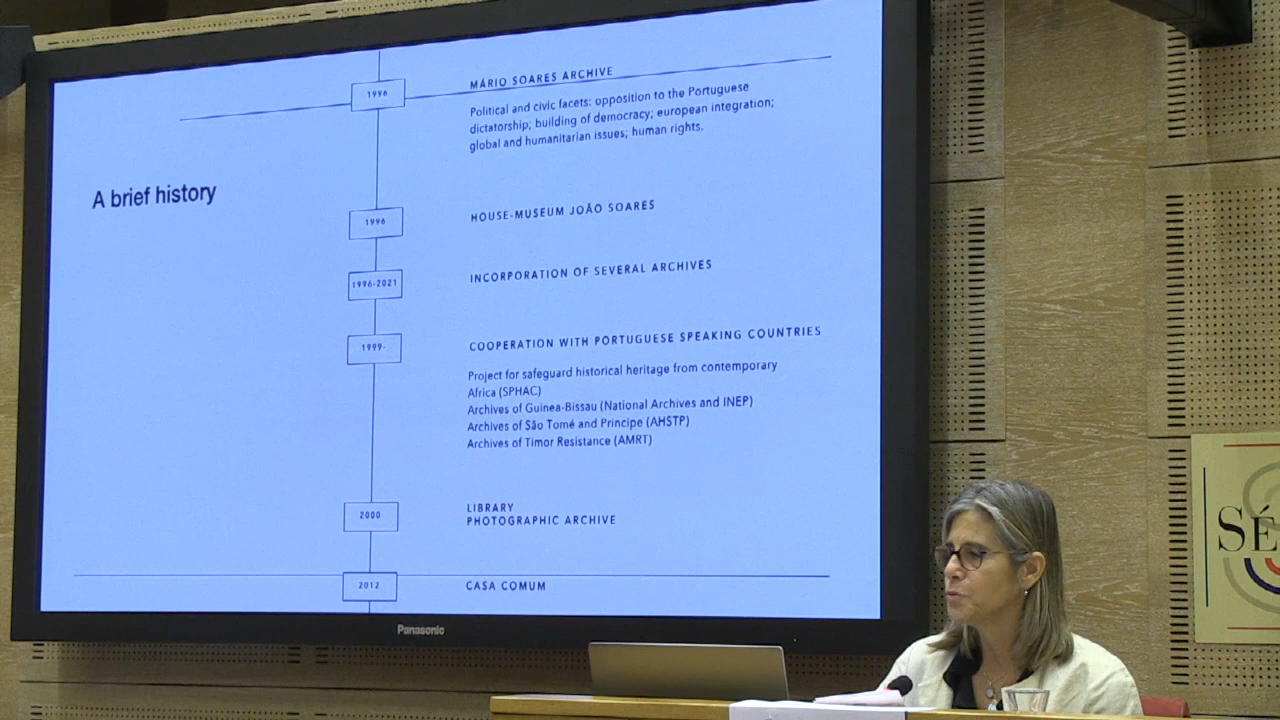 1996
MÁRIO SOARES ARCHIVE
Political and civic facets: opposition to the Portuguese
dictatorship; building of democracy; european integration;
global and humanitarian issues; human rights.
A brief history
1996
HOUSE-MUSEUM JOÃO SOARES
1996-2021
INCORPORATION OF SEVERAL ARCHIVES
1999-
COOPERATION WITH PORTUGUESE SPEAKING COUNTRIES
Project for safeguard historical heritage from contemporary
Africa (SPHAC)
Archives of Guinea-Bissau (National Archives and INEP)
Archives of São Tomé and Principe (AHSTP)
Archives of Timor Resistance (AMRT)
2000
LIBRARY
PHOTOGRAPHIC ARCHIVE
2012
CASA COMUM
Panasonic
SÉ